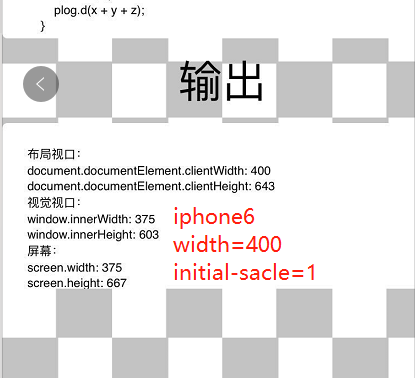 plog.d(x + y + z);
}
输出
布局视口：
document.documentElement.clientWidth: 400
document.documentElement.clientHeight: 643
视觉视口：
window.innerWidth: 375
window.innerHeight: 603
屏幕：
screen.width: 375
screen.height: 667
iphone6
width=400
initial-sacle=1